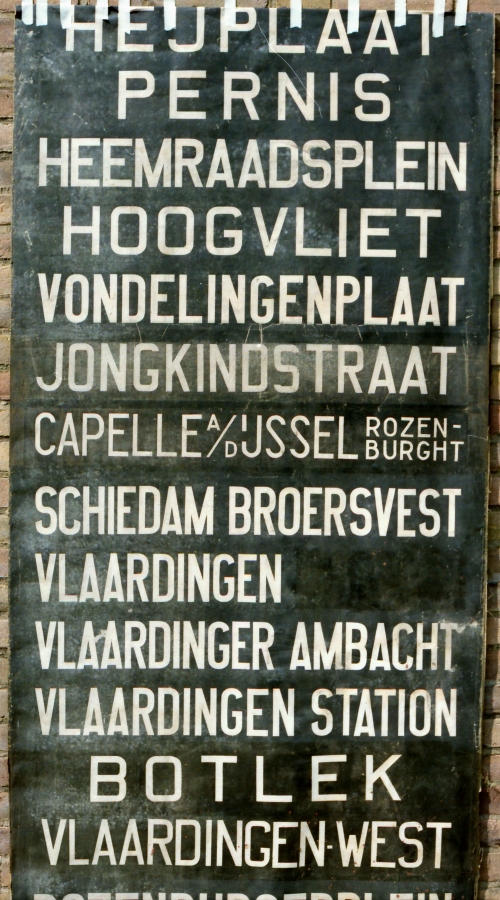 HEIJPLAAT
PERNIS
HEEMRAADSPLEIN
HOOGVLIET
VONDELINGENPLAAT
JONGKINDSTRAAT
CAPELLE A/D IJSSEL ROZEN-
BURGHT
SCHIEDAM BROERSVEST
VLAARDINGEN
VLAARDINGER AMBACHT
VLAARDINGEN STATION
BOTLEK
VLAARDINGEN-WEST